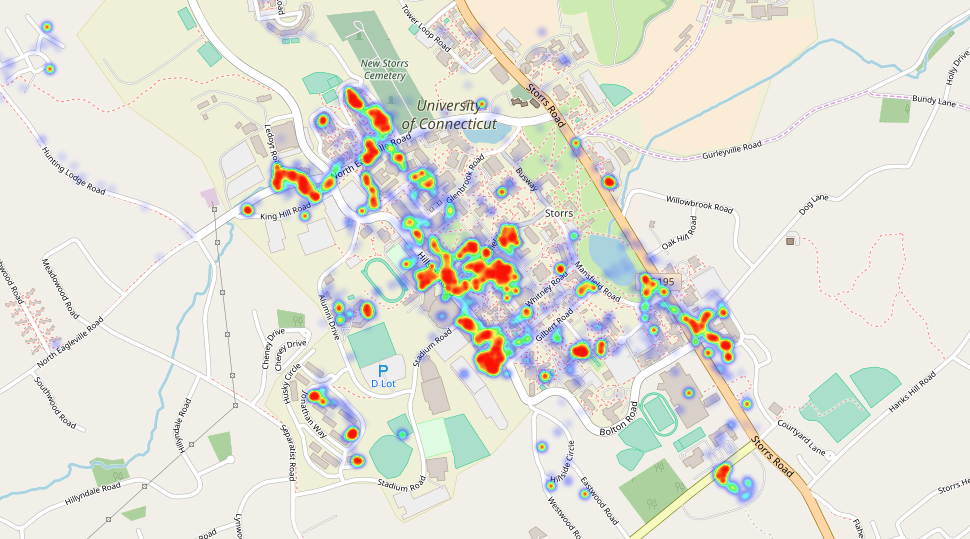 Tower Loop Road
New Storrs
Cemetery
Storrs Road
University
of Connecticut
Holly Drive
Bundy Lane
Gurleyville Road
North Eagleville Road
Hunting Lodge Road
King Hill Road
Glenbrook Road
Busway
Storrs
Willowbrook Road
Dog Lane
Oak Hill Road
Meadowood Road
Mansfield Road
195
Whitney Road
Gilbert Road
Alumni Drive
Stadium Road
North Eagleville Road
Cheney Drive
Cheney Drive
P
D Lot
Southwood Road
Husky Circle
Jonathan Way
Separatist Road
Hillyndale Road
Hanks Hill Road
Courtyard Lane
Bolton Road
Storrs Road
Hillside Circle
Eastwood Road
Westwood Road
Stadium Road
Hillyndale Road